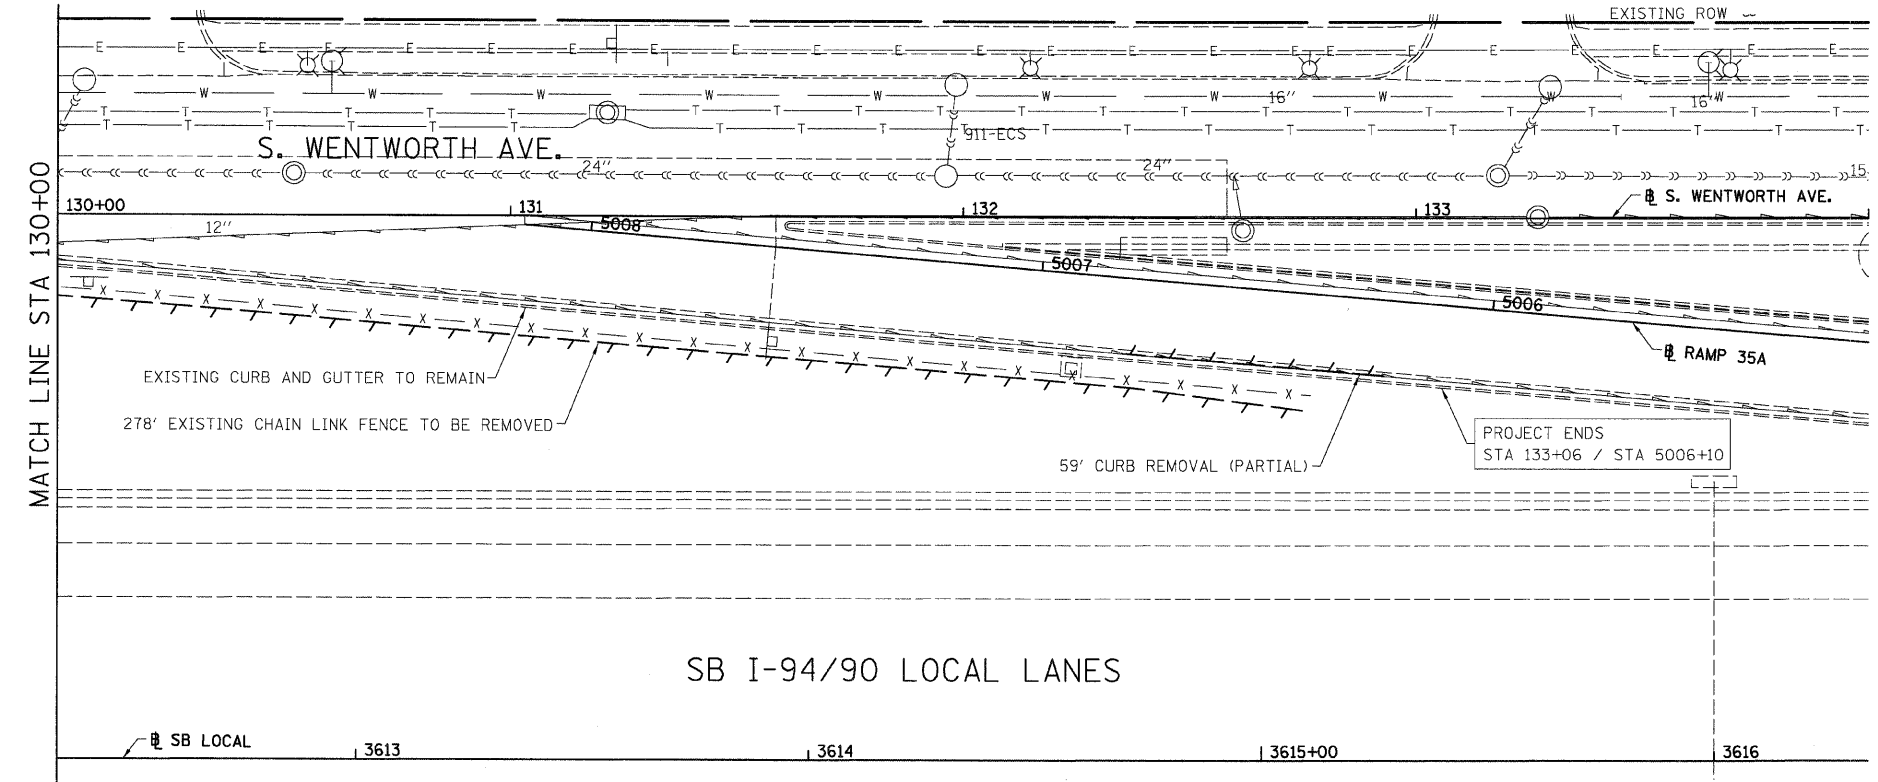 EXISTING ROW
E E E E E E E E E E E E E E E E E E E E E E
W W W W W W W 16'' W W 16'' W
T T T T T T T T T T T T T
T T T T T T T T T T T T T T
911-ECS
S. WENTWORTH AVE.
24'' 24'' 15
MATCH LINE STA 130+00
130+00 131 132 133
℄ S. WENTWORTH AVE.
12''
5008
5007
5006
℄ RAMP 35A
X X X X X X X X X X X X X X X X X X X X X X X
EXISTING CURB AND GUTTER TO REMAIN
278' EXISTING CHAIN LINK FENCE TO BE REMOVED
59' CURB REMOVAL (PARTIAL)
PROJECT ENDS
STA 133+06 / STA 5006+10
SB I-94/90 LOCAL LANES
℄ SB LOCAL
3613 3614 3615+00 3616